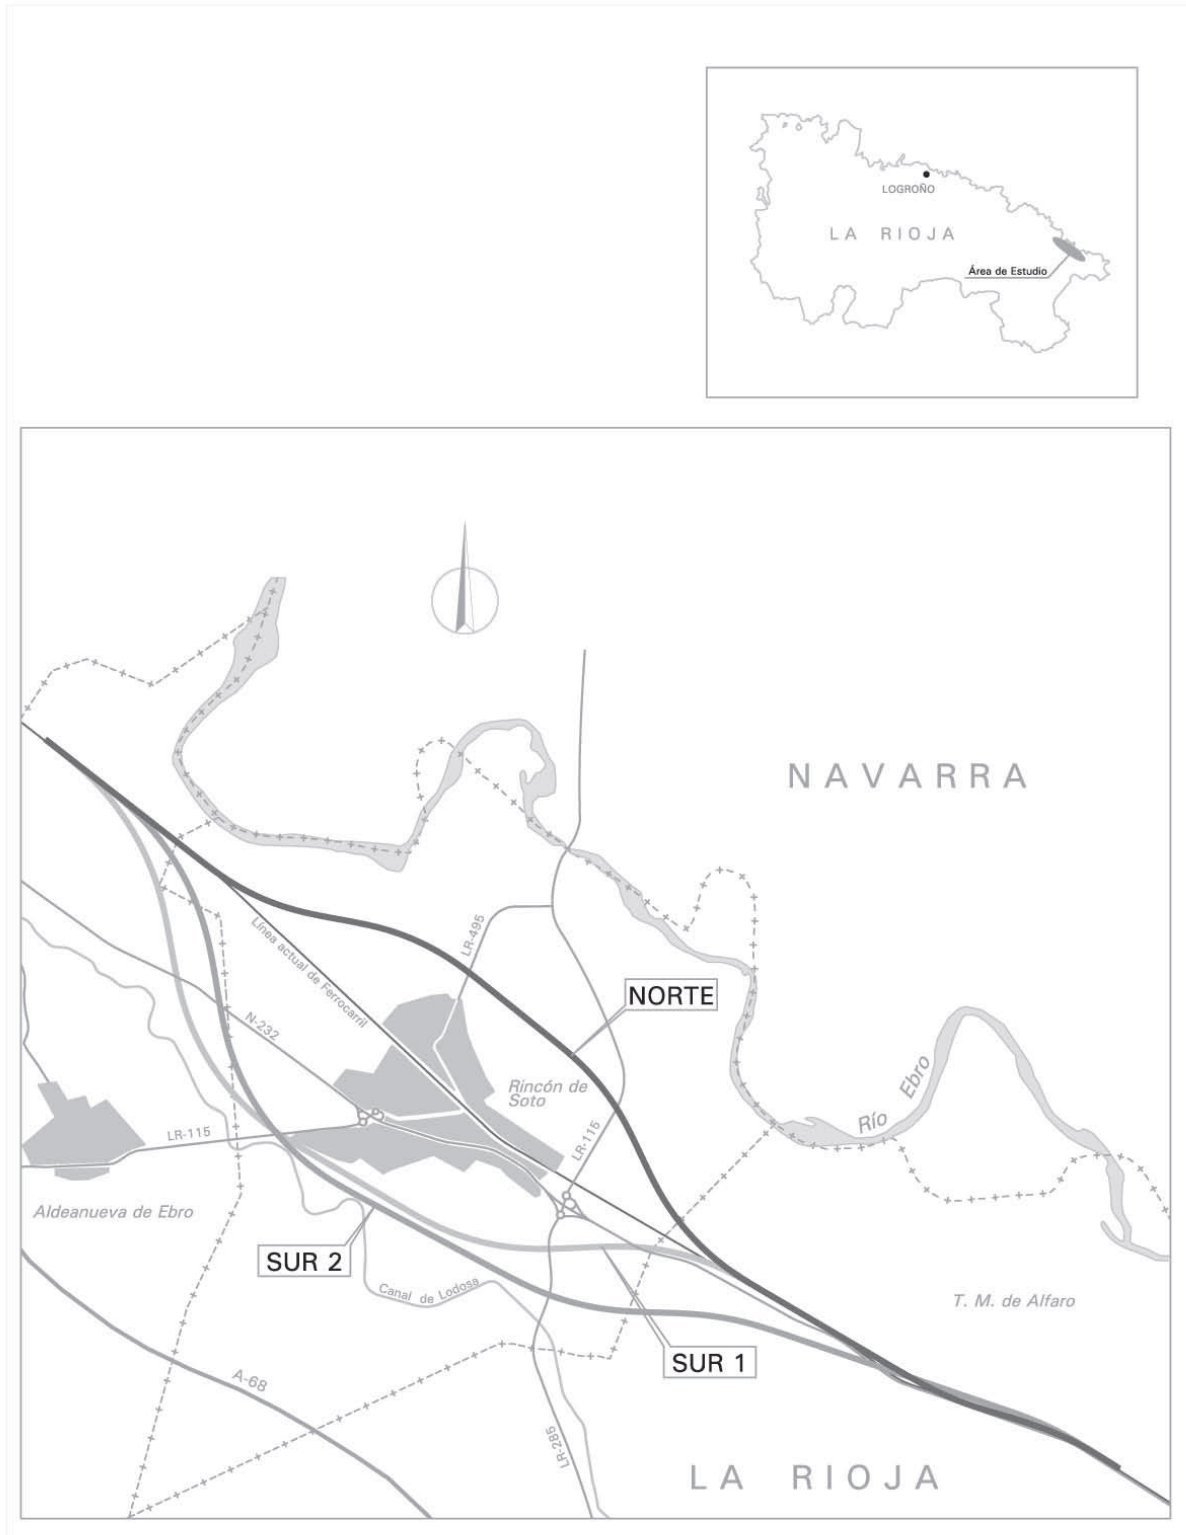 LOGROÑO
LA RIOJA
Área de Estudio
NAVARRA
LR-495
Línea actual de Ferrocarril
NORTE
N-232
Rincón de
Soto
Río Ebro
LR-115
LR-115
Aldeanueva de Ebro
SUR 2
Canal de Lodosa
T. M. de Alfaro
SUR 1
A-68
LR-285
LA RIOJA